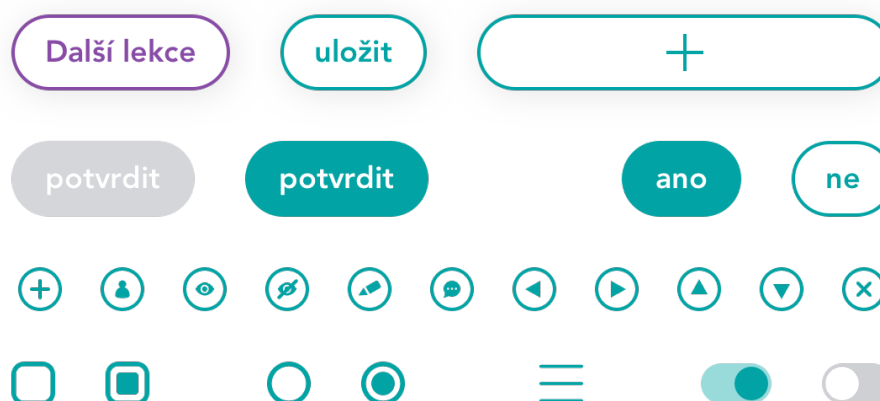 Další lekce
uložit
potvrdit
potvrdit
ano
ne